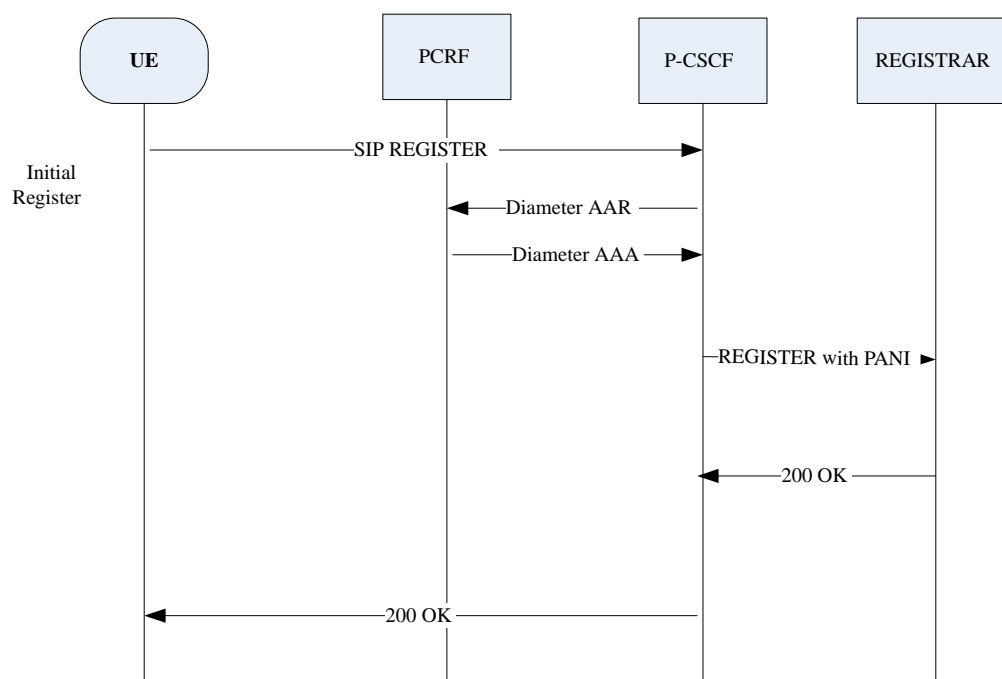 UE
PCRF
P-CSCF
REGISTRAR
SIP REGISTER
Initial
Register
Diameter AAR
Diameter AAA
REGISTER with PANI
200 OK
200 OK